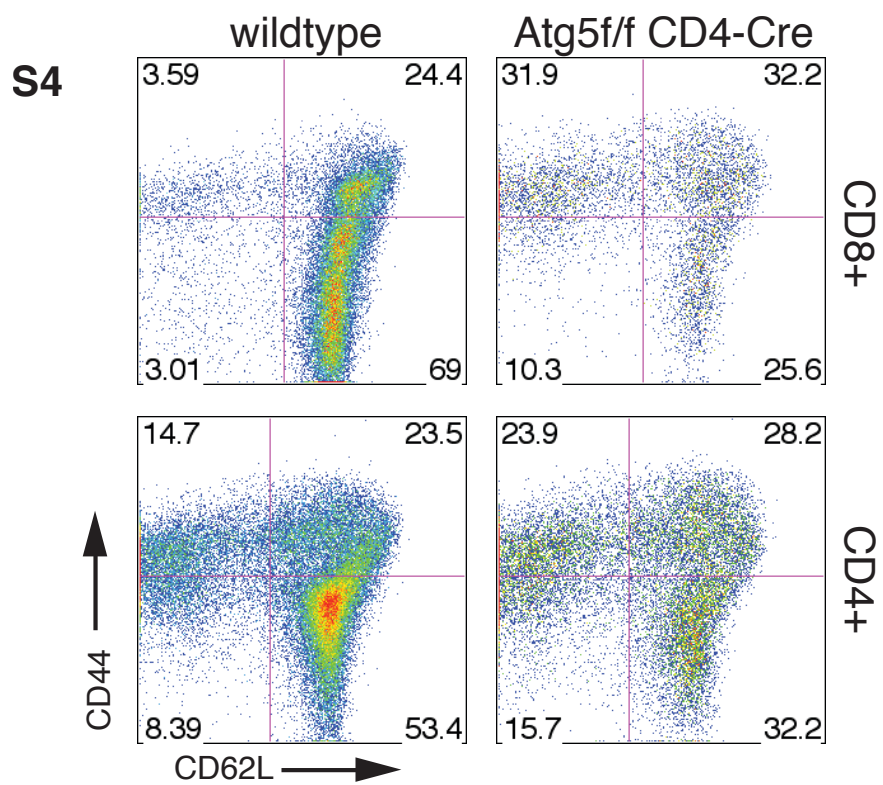 wildtype Atg5f/f CD4-Cre
S4
3.59 24.4 31.9 32.2
CD8+
3.01 69 10.3 25.6
14.7 23.5 23.9 28.2
CD4+
CD44
8.39 53.4 15.7 32.2
CD62L